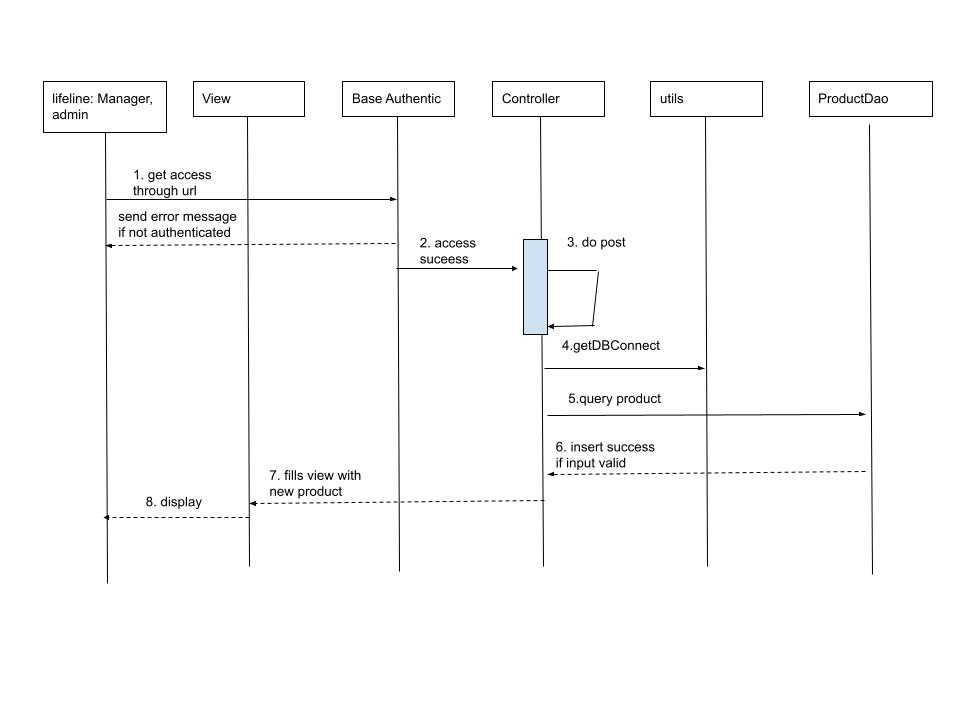 lifeline: Manager,
admin
View
Base Authentic
Controller
utils
ProductDao
1. get access
through url
send error message
if not authenticated
2. access
suceess
3. do post
4.getDBConnect
5.query product
6. insert success
if input valid
7. fills view with
new product
8. display